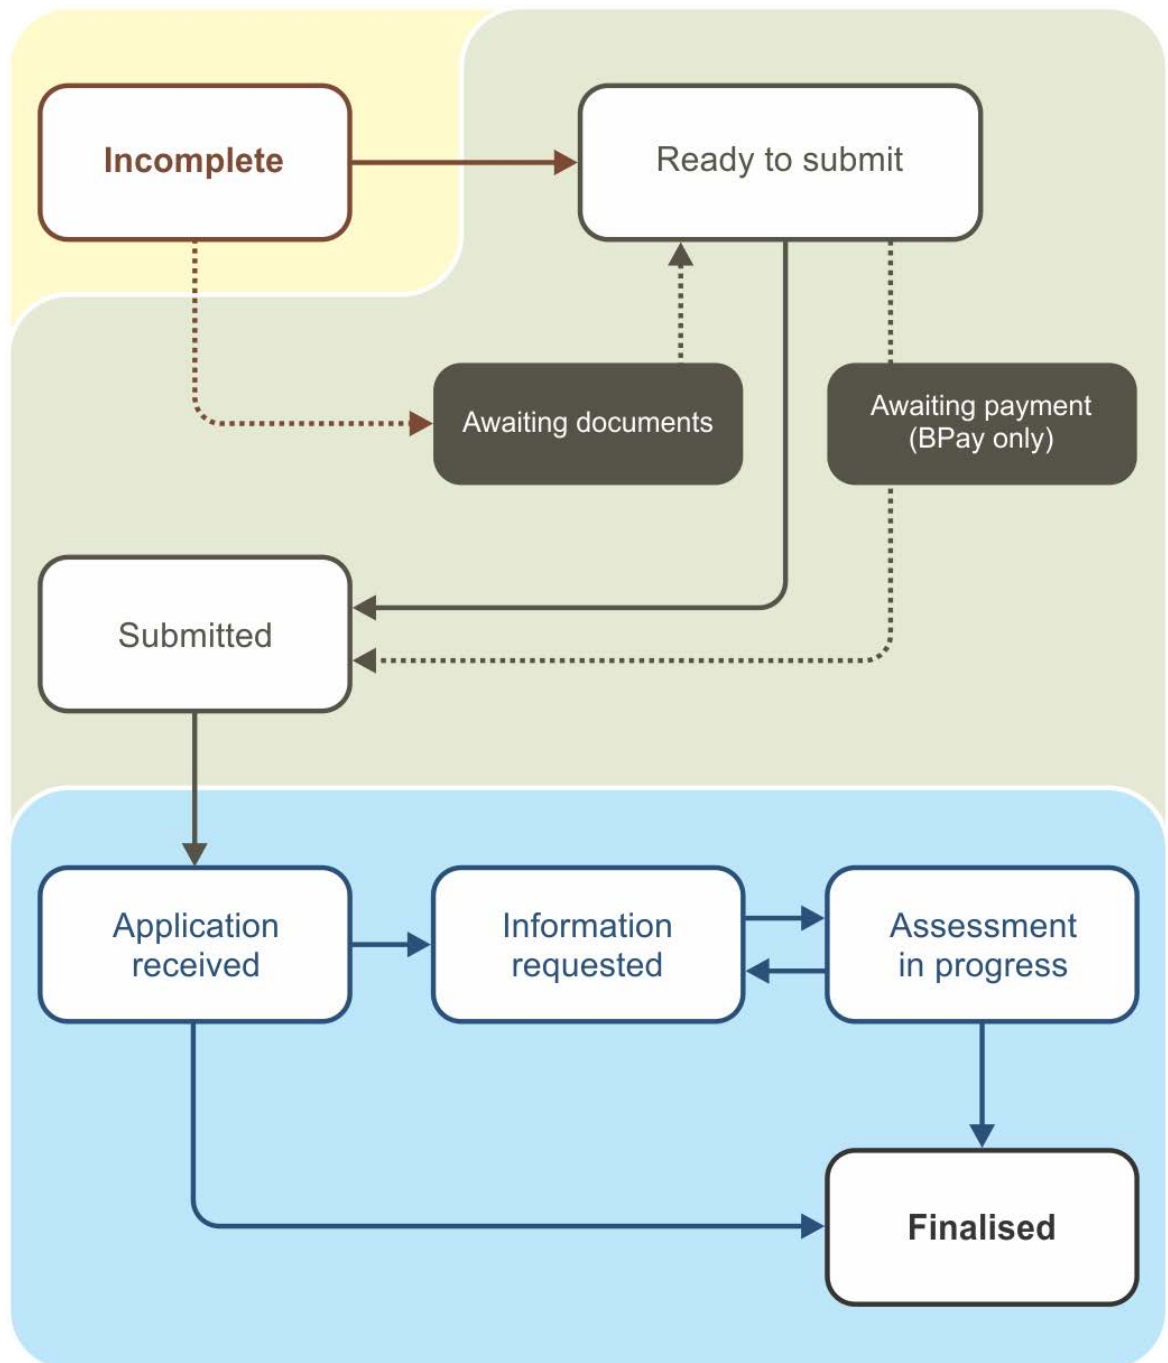 Incomplete
Ready to submit
Awaiting documents
Awaiting payment
(BPay only)
Submitted
Application
received
Information
requested
Assessment
in progress
Finalised